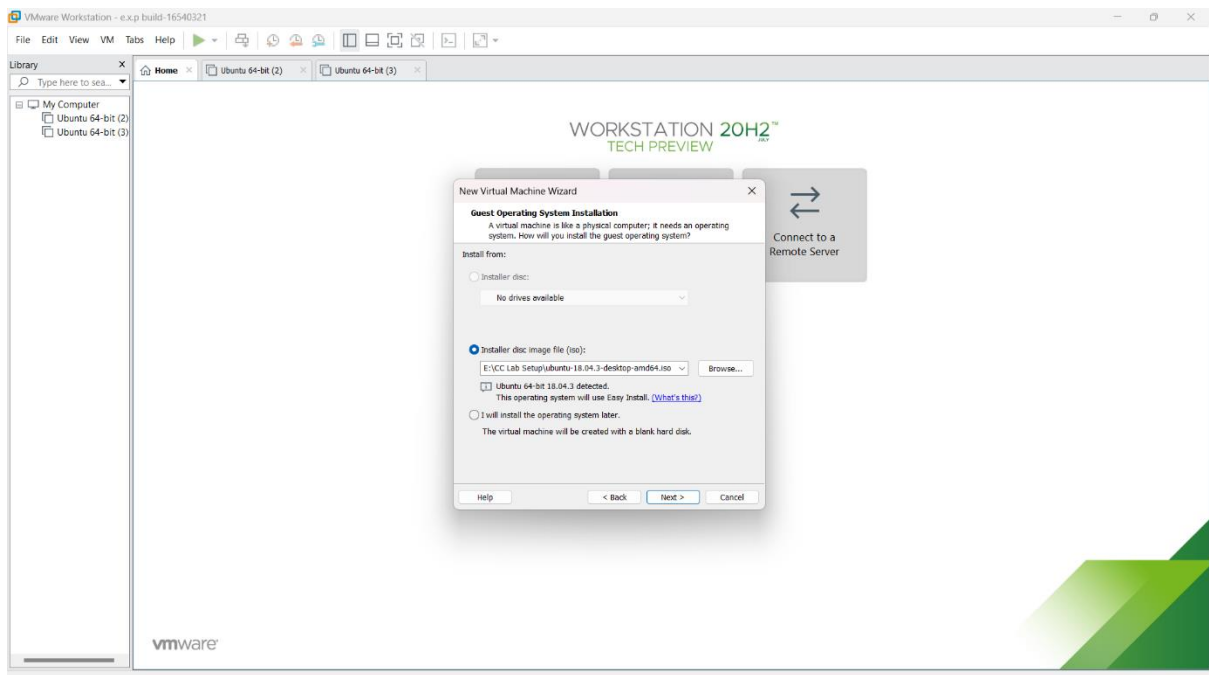 VMware Workstation - e.x.p build-16540321
File Edit View VM Tabs Help
Library X
Type here to sea...
My Computer
Ubuntu 64-bit (2)
Ubuntu 64-bit (3)
Home Ubuntu 64-bit (2) Ubuntu 64-bit (3)
WORKSTATION 20H2™
JULY
TECH PREVIEW
Connect to a
Remote Server
New Virtual Machine Wizard
Guest Operating System Installation
A virtual machine is like a physical computer; it needs an operating
system. How will you install the guest operating system?
Install from:
Installer disc:
No drives available
Installer disc image file (iso):
E:\CC Lab Setup\ubuntu-18.04.3-desktop-amd64.iso Browse...
Ubuntu 64-bit 18.04.3 detected.
This operating system will use Easy Install. (What's this?)
I will install the operating system later.
The virtual machine will be created with a blank hard disk.
Help < Back Next > Cancel
vmware